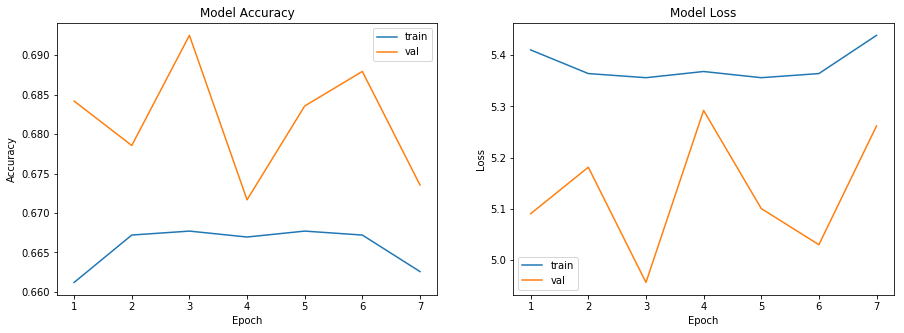 Model Accuracy
train
val
0.690
0.685
0.680
0.675
0.670
0.665
0.660
Accuracy
1 2 3 4 5 6 7
Epoch
Model Loss
5.4
5.3
5.2
5.1
5.0
Loss
train
val
1 2 3 4 5 6 7
Epoch